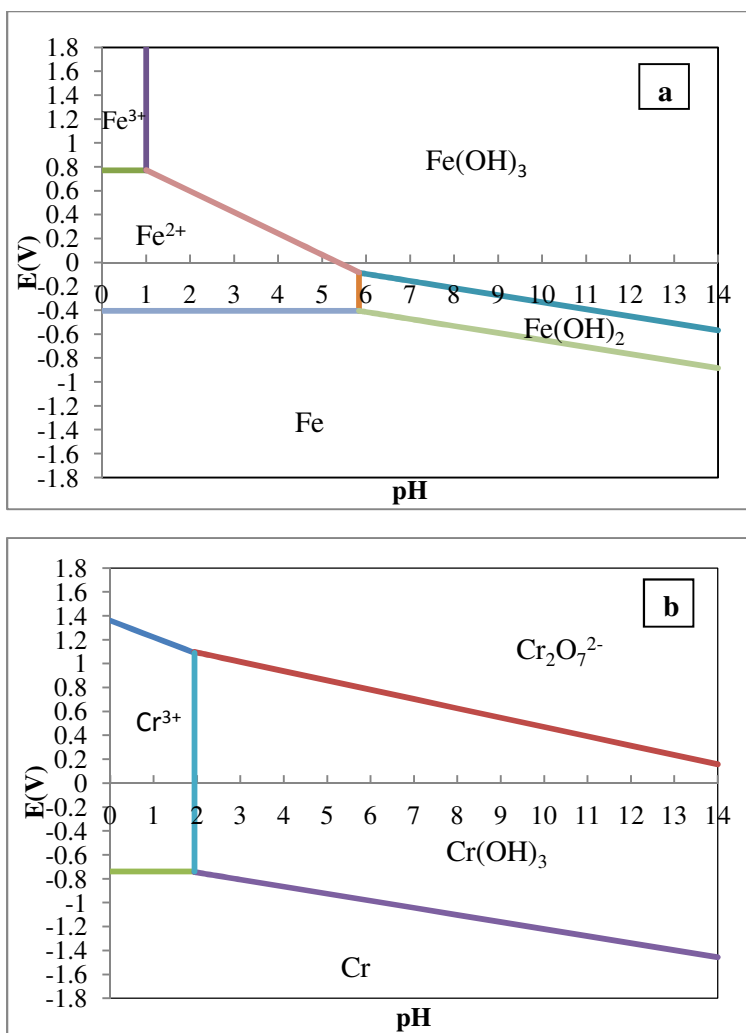 a
1.8
1.6
1.4
1.2
1
0.8
0.6
0.4
0.2
0
-0.2
-0.4
-0.6
-0.8
-1
-1.2
-1.4
-1.6
-1.8
E(V)
0 1 2 3 4 5 6 7 8 9 10 11 12 13 14
pH
Fe³⁺
Fe(OH)₃
Fe²⁺
Fe(OH)₂
Fe
b
1.8
1.6
1.4
1.2
1
0.8
0.6
0.4
0.2
0
-0.2
-0.4
-0.6
-0.8
-1
-1.2
-1.4
-1.6
-1.8
E(V)
0 1 2 3 4 5 6 7 8 9 10 11 12 13 14
pH
Cr₂O₇²⁻
Cr³⁺
Cr(OH)₃
Cr